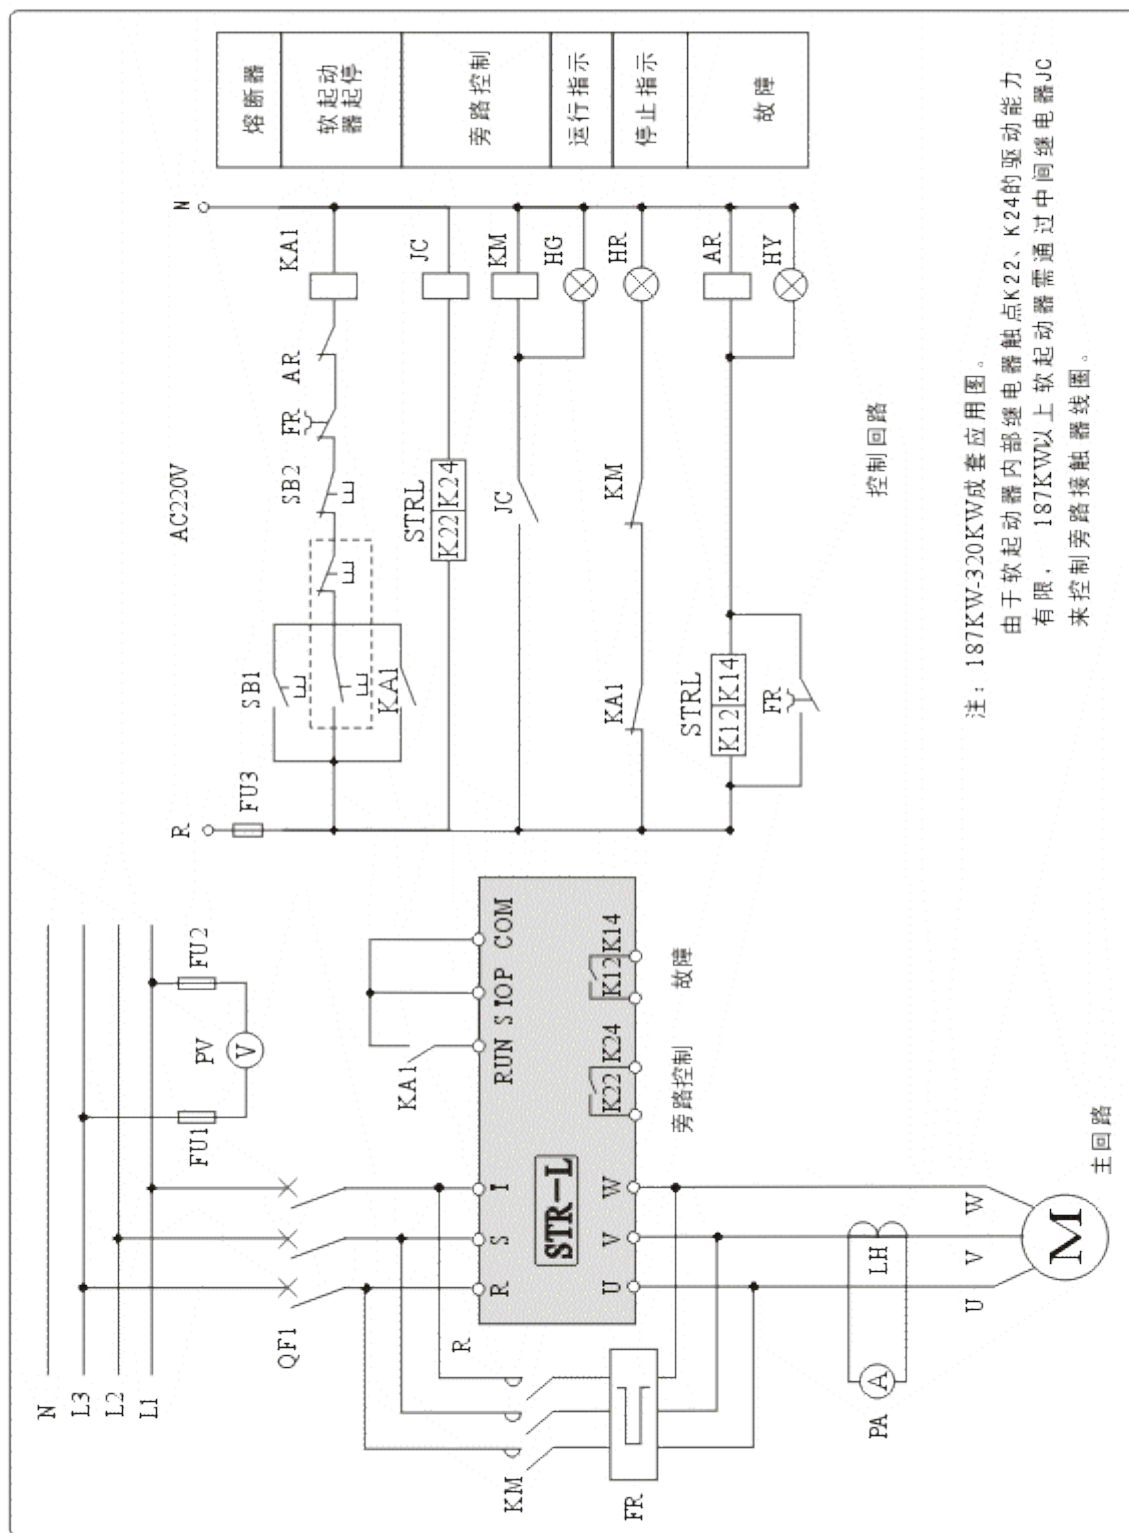 N
L3
L2
L1
QF1
FU1
PV
V
FU2
R
R
S
I
RUN
SIOP
COM
KA1
STR-L
K22
K24
K12
K14
U
V
W
旁路控制
故障
KM
FR
PA
A
LH
U
V
W
M
主回路
R
FU3
AC220V
N
SB1
E
E
E
SB2
E
FR
AR
KA1
KA1
STRL
K22
K24
JC
JC
KM
HG
KA1
KM
HR
STRL
K12
K14
FR
AR
HY
控制回路
熔断器
软起动
器起停
旁路控制
运行指示
停止指示
故障
注：187KW-320KW成套应用图。
由于软起动器内部继电器触点K22、K24的驱动能力
有限，187KW以上软起动器需通过中间继电器JC
来控制旁路接触器线圈。